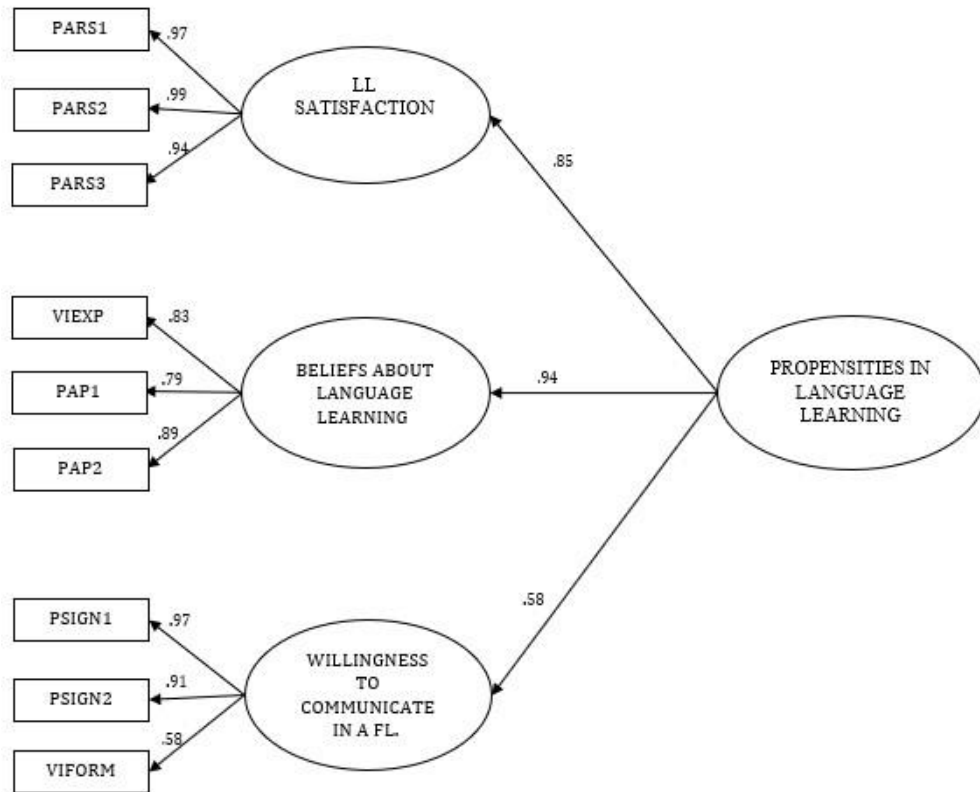 PARS1
.97
LL
SATISFACTION
PARS2
.99
.94
PARS3
.85
VIEXP
.83
PAP1
.79
BELIEFS ABOUT
LANGUAGE
LEARNING
.94
PROPENSITIES IN
LANGUAGE
LEARNING
.89
PAP2
.58
PSIGN1
.97
WILLINGNESS
TO
COMMUNICATE
IN A FL.
PSIGN2
.91
.58
VIFORM